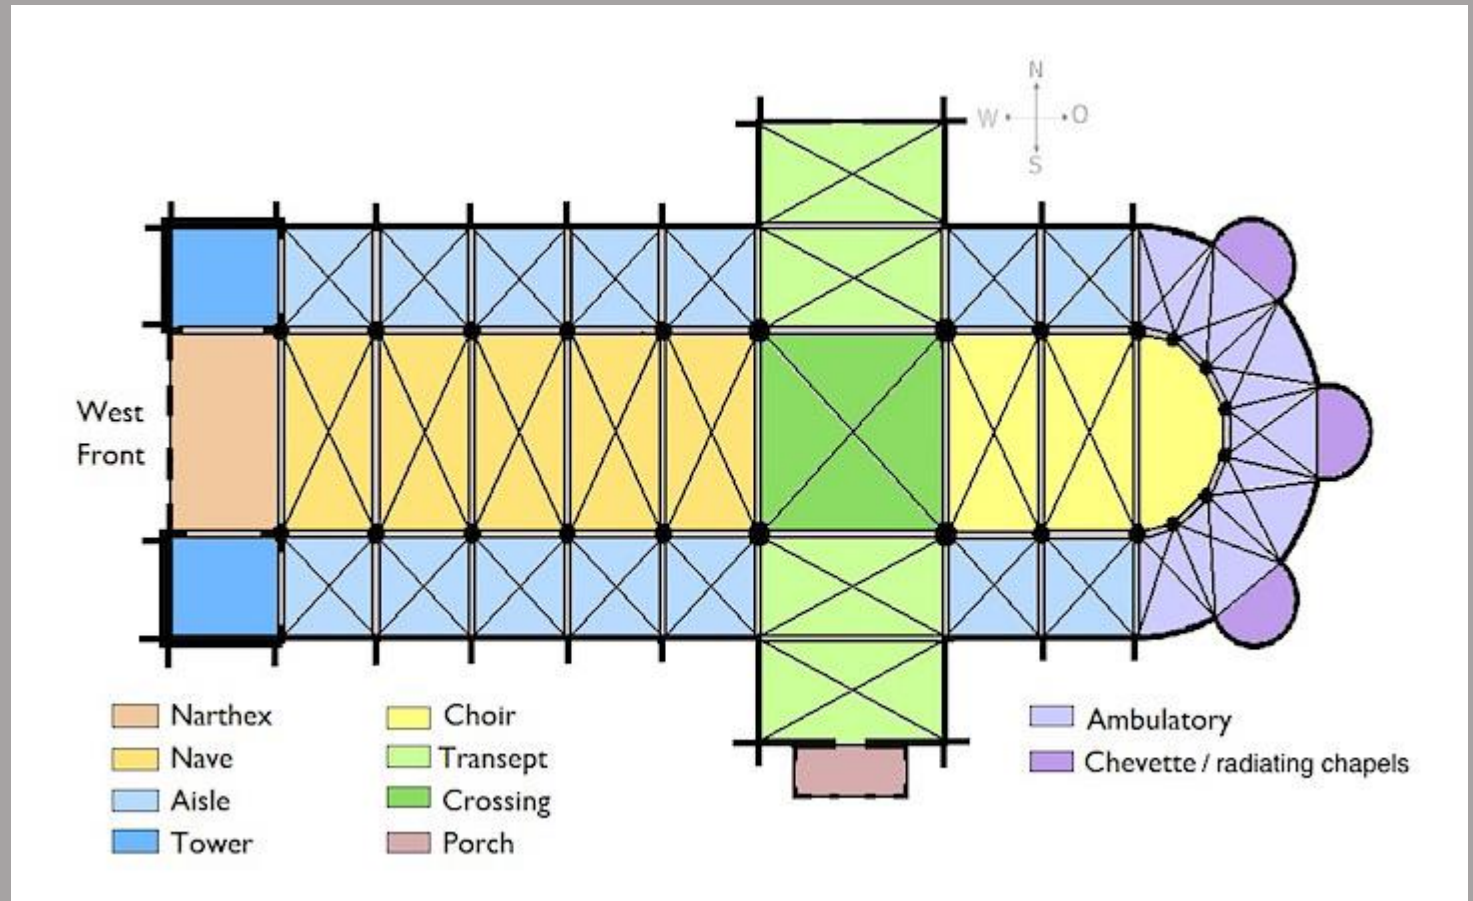 N
W O
S
West
Front
Narthex
Nave
Aisle
Tower
Choir
Transept
Crossing
Porch
Ambulatory
Chevette / radiating chapels